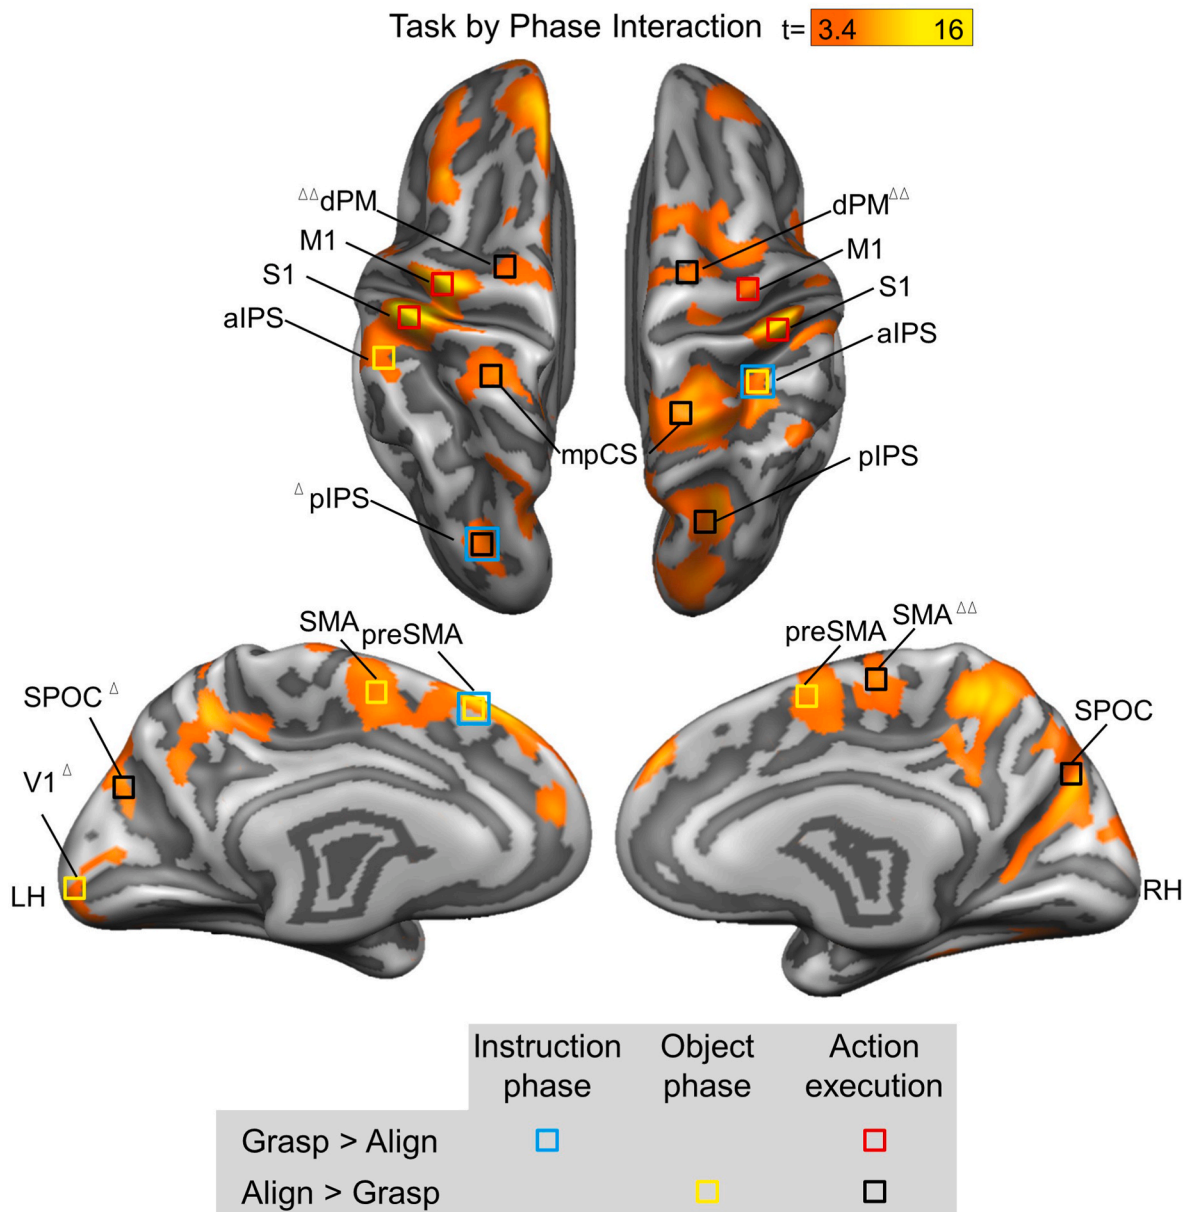 Task by Phase Interaction t= 3.4 16
ΔΔdPM
dPMΔΔ
M1
M1
S1
S1
aIPS
aIPS
mpCS
pIPS
Δ pIPS
SMA
preSMA
preSMA
SMA ΔΔ
SPOC Δ
SPOC
V1 Δ
LH
RH
Instruction phase
Object phase
Action execution
Grasp > Align
Align > Grasp